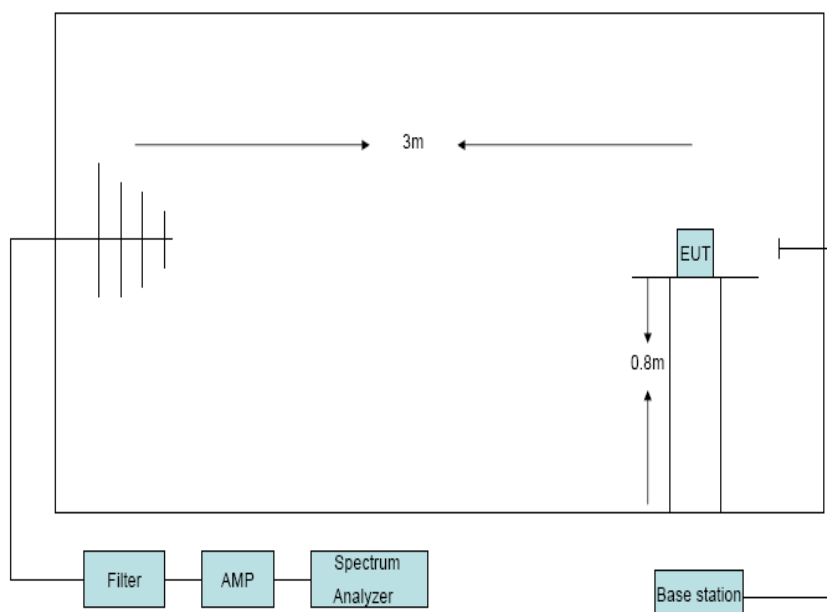 3m
EUT
0.8m
Filter
AMP
Spectrum
Analyzer
Base station